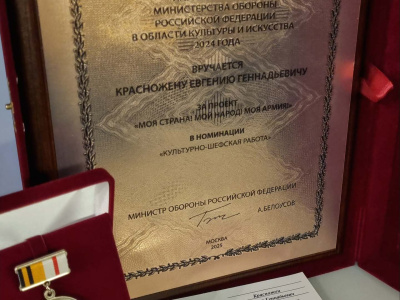 МИНИСТЕРСТВА ОБОРОНЫ
РОССИЙСКОЙ ФЕДЕРАЦИИ
В ОБЛАСТИ КУЛЬТУРЫ И ИСКУССТВА
2024 ГОДА
ВРУЧАЕТСЯ
КРАСНОЖЕНУ ЕВГЕНИЮ ГЕННАДЬЕВИЧУ
ЗА ПРОЕКТ
«МОЯ СТРАНА! МОЙ НАРОД! МОЯ АРМИЯ!»
В НОМИНАЦИИ
«КУЛЬТУРНО-ШЕФСКАЯ РАБОТА»
МИНИСТР ОБОРОНЫ РОССИЙСКОЙ ФЕДЕРАЦИИ
А.БЕЛОУСОВ
МОСКВА